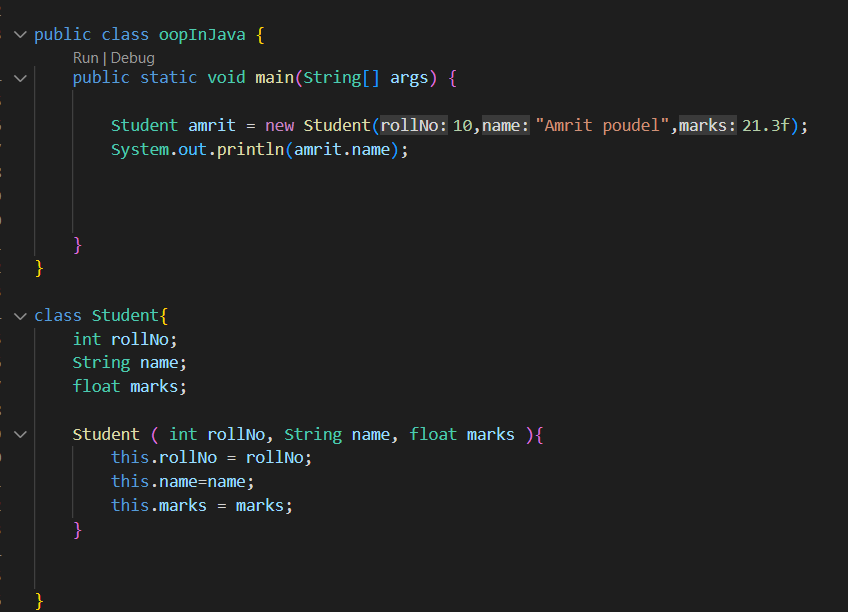 public class oopInJava {
Run | Debug
public static void main(String[] args) {
Student amrit = new Student(rollNo:10,name:"Amrit poudel",marks:21.3f);
System.out.println(amrit.name);
}
}
class Student{
int rollNo;
String name;
float marks;
Student ( int rollNo, String name, float marks ){
this.rollNo = rollNo;
this.name=name;
this.marks = marks;
}
}